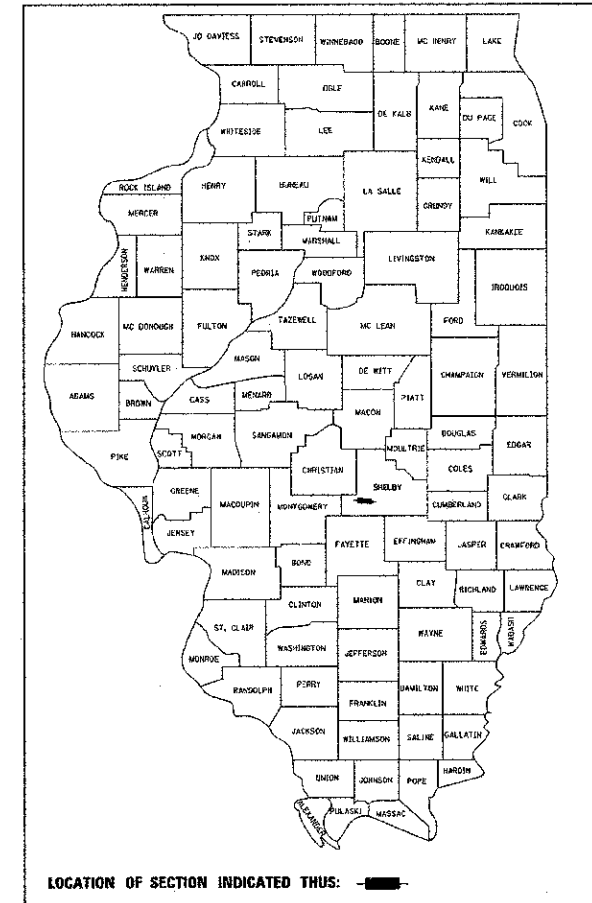 JO DAVIESS STEVENSON WINNEBAGO BOONE MC HENRY LAKE
CARROLL OGLE
DE KALB KANE DU PAGE COOK
WHITESIDE LEE
KENDALL WILL
ROCK ISLAND HENRY BUREAU LA SALLE GRUNDY
MERCER PUTNAM KANKAKEE
STARK MARSHALL
HENDERSON WARREN KNOX PEORIA WOODFORD LIVINGSTON IROQUOIS
HANCOCK MC DONOUGH FULTON TAZEWELL MC LEAN FORD
SCHUYLER MASON
ADAMS BROWN CASS MENARD LOGAN DE WITT PIATT CHAMPAIGN VERMILION
MORGAN SANGAMON MACON DOUGLAS
PIKE SCOTT CHRISTIAN MOULTRIE COLES EDGAR
GREENE MACOUPIN MONTGOMERY SHELBY CUMBERLAND CLARK
CALHOUN JERSEY FAYETTE EFFINGHAM JASPER CRAWFORD
MADISON BOND CLAY RICHLAND LAWRENCE
CLINTON MARION
ST. CLAIR WAYNE EDWARDS WABASH
WASHINGTON JEFFERSON
MONROE
RANDOLPH PERRY FRANKLIN HAMILTON WHITE
JACKSON WILLIAMSON SALINE GALLATIN
UNION JOHNSON POPE HARDIN
ALEXANDER PULASKI MASSAC
LOCATION OF SECTION INDICATED THUS: